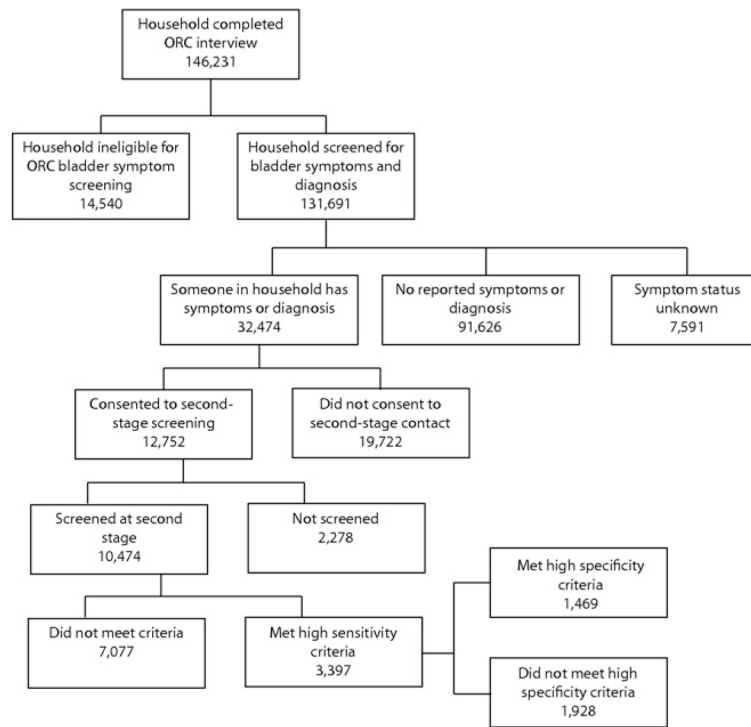 Household completed
ORC interview
146,231
Household ineligible for
ORC bladder symptom
screening
14,540
Household screened for
bladder symptoms and
diagnosis
131,691
Someone in household has
symptoms or diagnosis
32,474
No reported symptoms or
diagnosis
91,626
Symptom status
unknown
7,591
Consented to second-
stage screening
12,752
Did not consent to
second-stage contact
19,722
Screened at second
stage
10,474
Not screened
2,278
Did not meet criteria
7,077
Met high sensitivity
criteria
3,397
Met high specificity
criteria
1,469
Did not meet high
specificity criteria
1,928